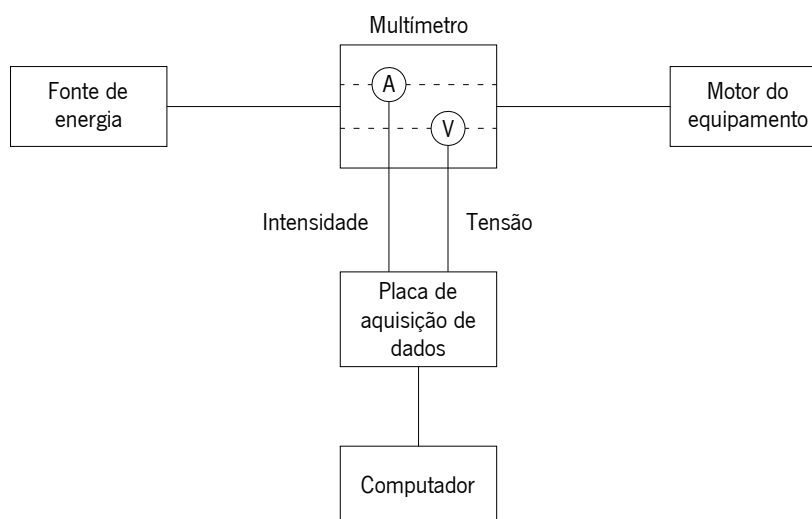 Multímetro
Fonte de
energia
A
V
Motor do
equipamento
Intensidade
Tensão
Placa de
aquisição de
dados
Computador